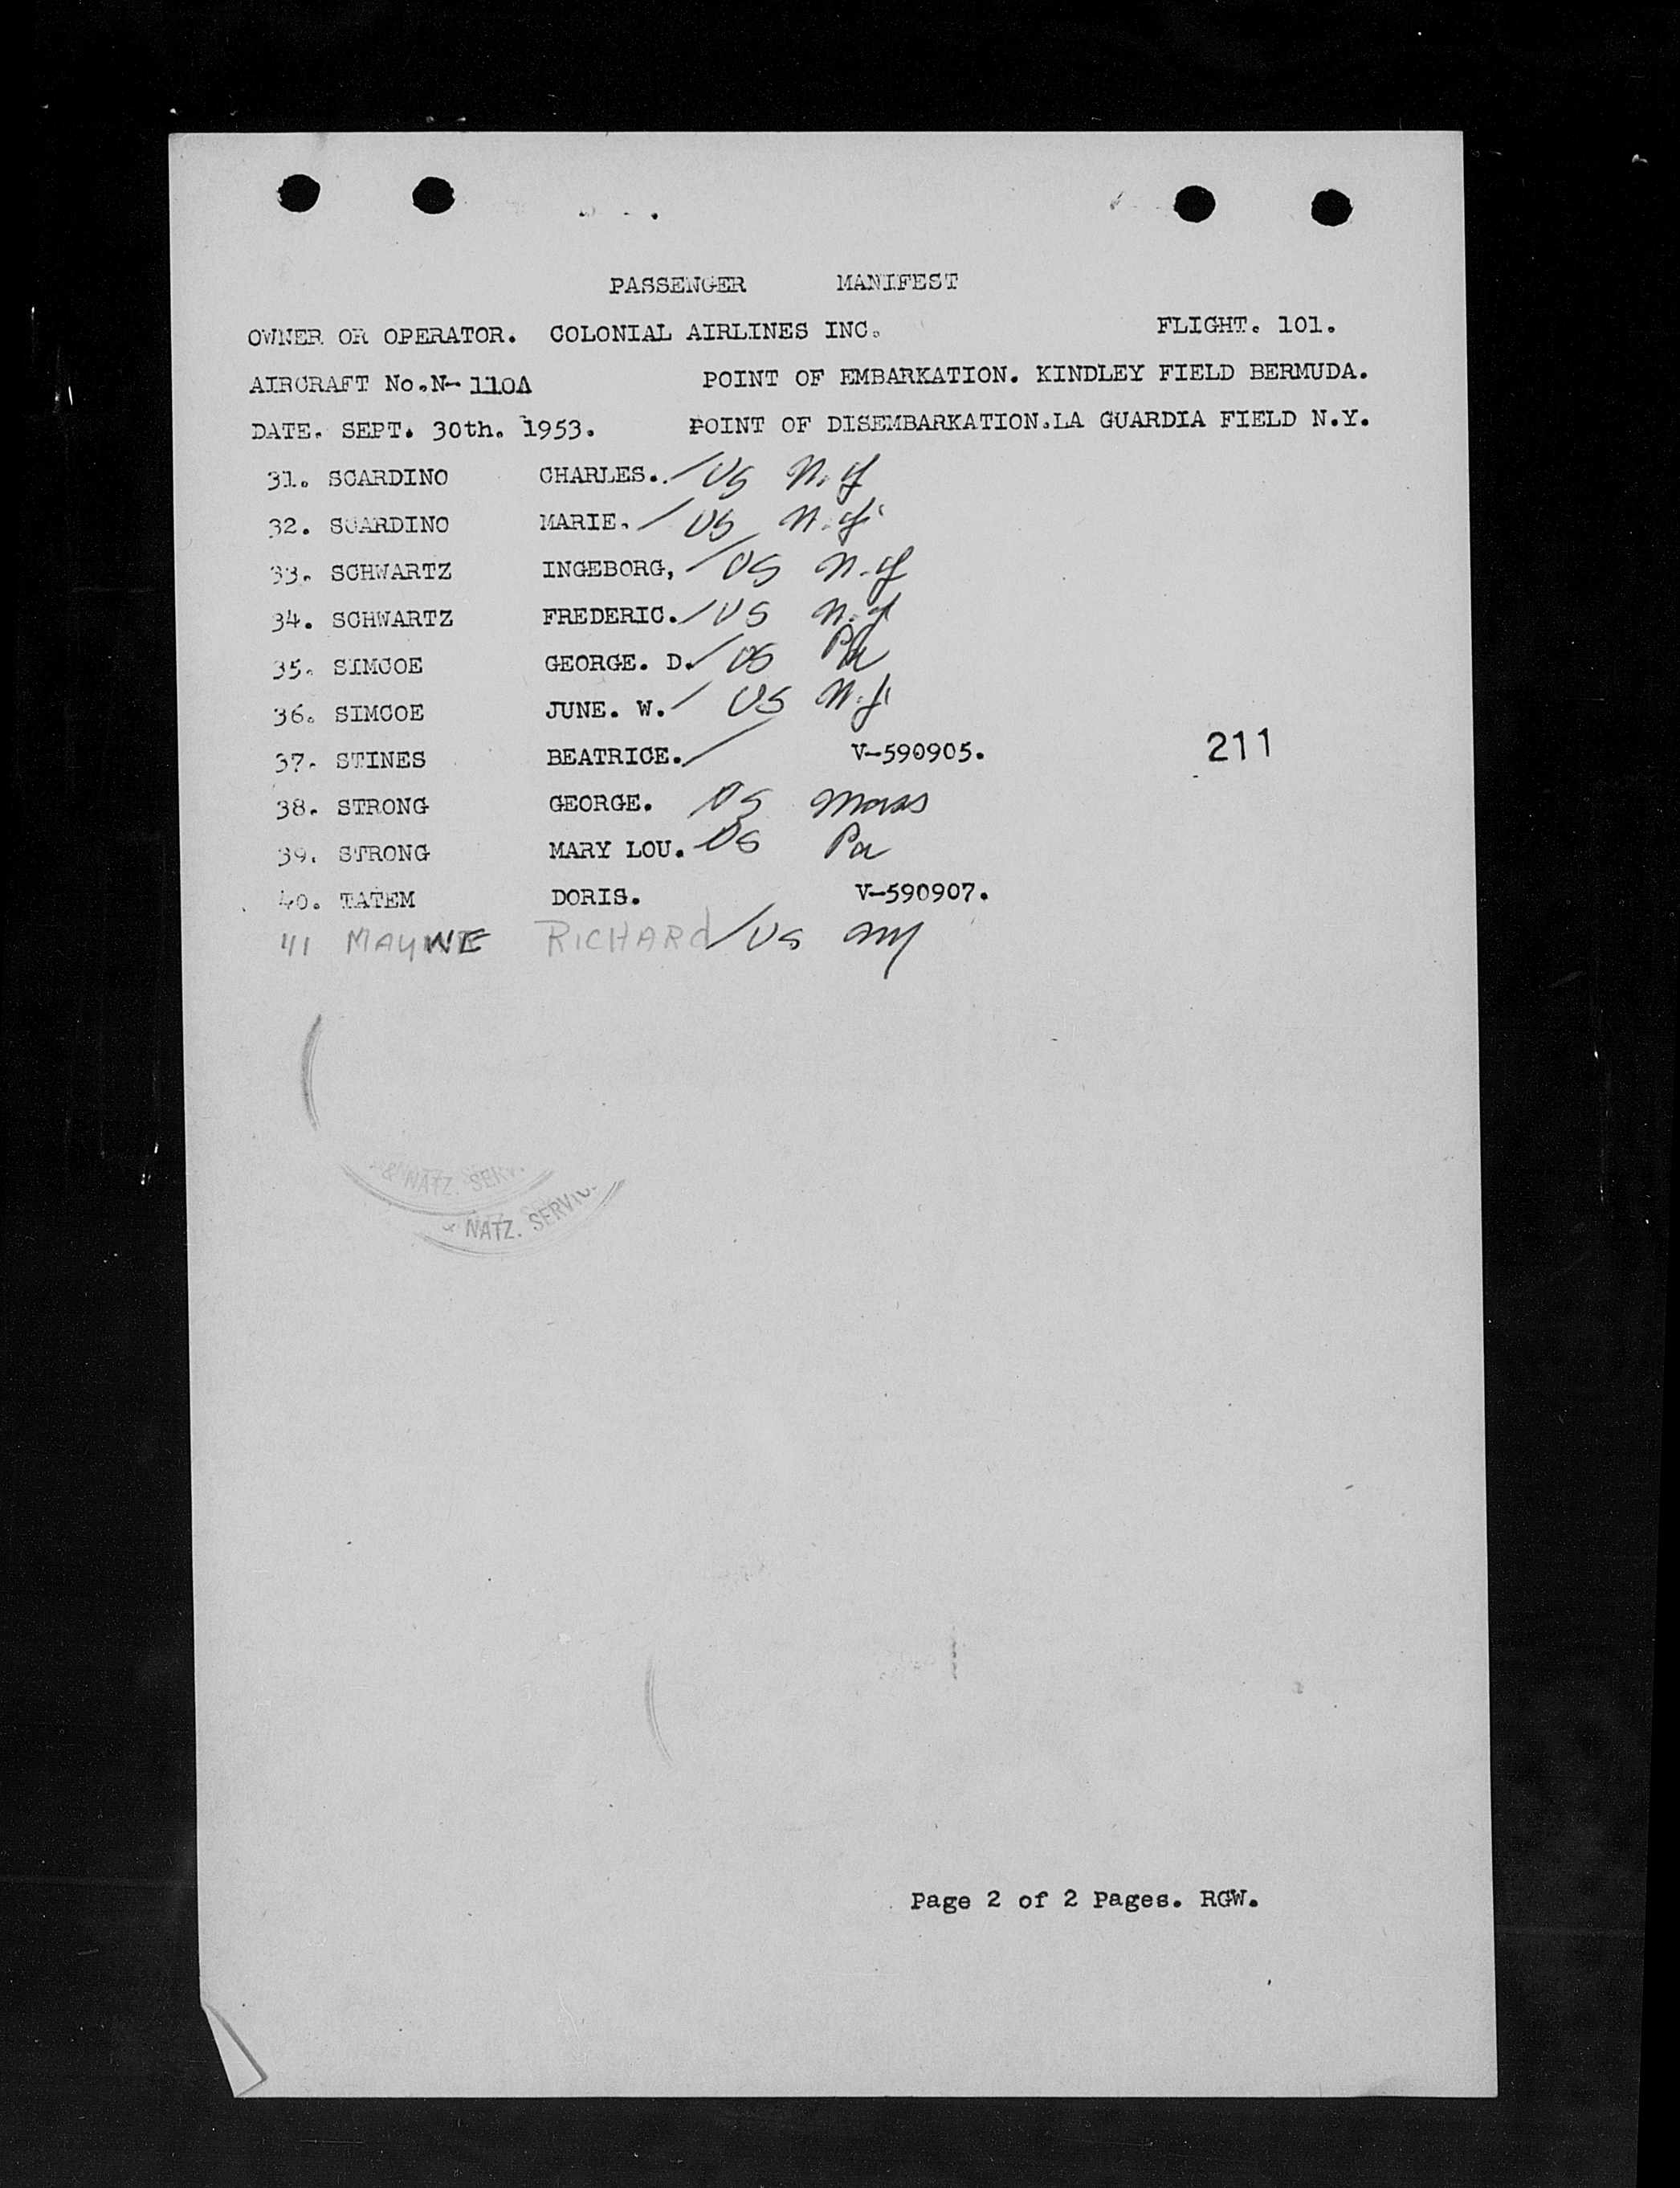 PASSENGER MANIFEST
OWNER OR OPERATOR. COLONIAL AIRLINES INC. FLIGHT. 101.
AIRCRAFT No.N-110A POINT OF EMBARKATION. KINDLEY FIELD BERMUDA.
DATE. SEPT. 30th. 1953. POINT OF DISEMBARKATION.LA GUARDIA FIELD N.Y.
31. SCARDINO CHARLES. / US N.Y
32. SCARDINO MARIE. / US N.J
33. SCHWARTZ INGEBORG, / US N.Y
34. SCHWARTZ FREDERIC. / US N.Y
35. SIMCOE GEORGE. D. / US Pa
36. SIMCOE JUNE. W. / US N.J
37. STINES BEATRICE. / V-590905. 211
38. STRONG GEORGE. US Mass
39. STRONG MARY LOU. US Pa
40. TATEM DORIS. V-590907.
41 MAYNE RICHARd / US NY
& NATZ. SERV.
& NATZ. SERVIC
Page 2 of 2 Pages. RGW.